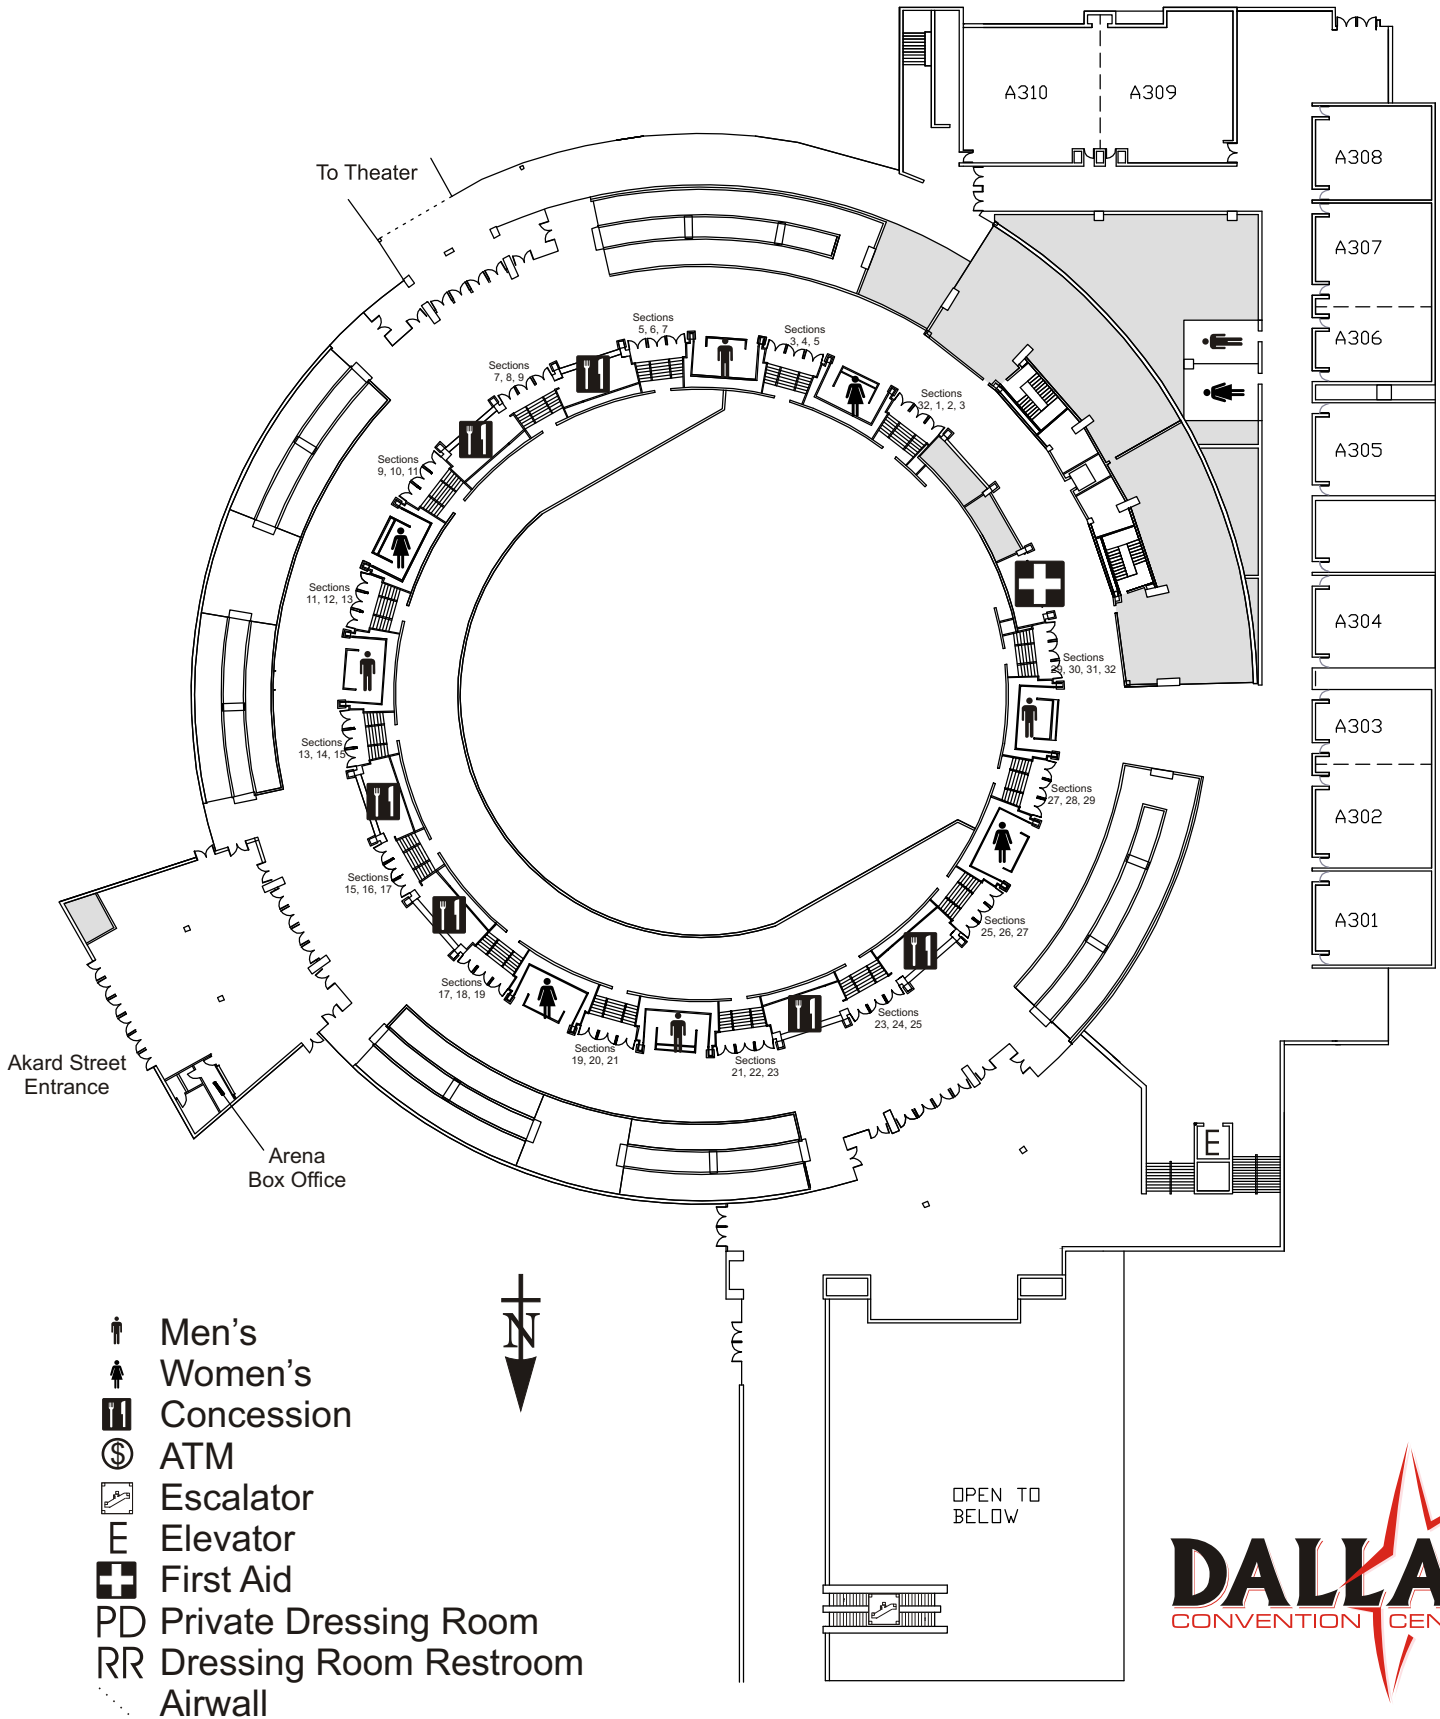 A310
A309
A308
To Theater
A307
A306
Sections
5, 6, 7
Sections
3, 4, 5
Sections
7, 8, 9
32, 1, 2, 3
Sections
9, 10, 11
A305
Sections
11, 12, 13
A304
Sections
29, 30, 31, 32
Sections
13, 14, 15
A303
Sections
27, 28, 29
A302
Sections
15, 16, 17
A301
Sections
25, 26, 27
Sections
17, 18, 19
Sections
23, 24, 25
Sections
19, 20, 21
Sections
21, 22, 23
Akard Street
Entrance
Arena
Box Office
E
N
Men's
Women's
Concession
$ ATM
Escalator
E Elevator
First Aid
PD Private Dressing Room
RR Dressing Room Restroom
Airwall
OPEN TO
BELOW
DALLA
CONVENTION CEN